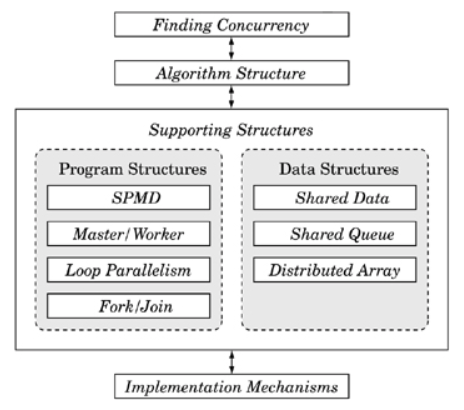 Finding Concurrency
Algorithm Structure
Supporting Structures
Program Structures
SPMD
Master/Worker
Loop Parallelism
Fork/Join
Data Structures
Shared Data
Shared Queue
Distributed Array
Implementation Mechanisms